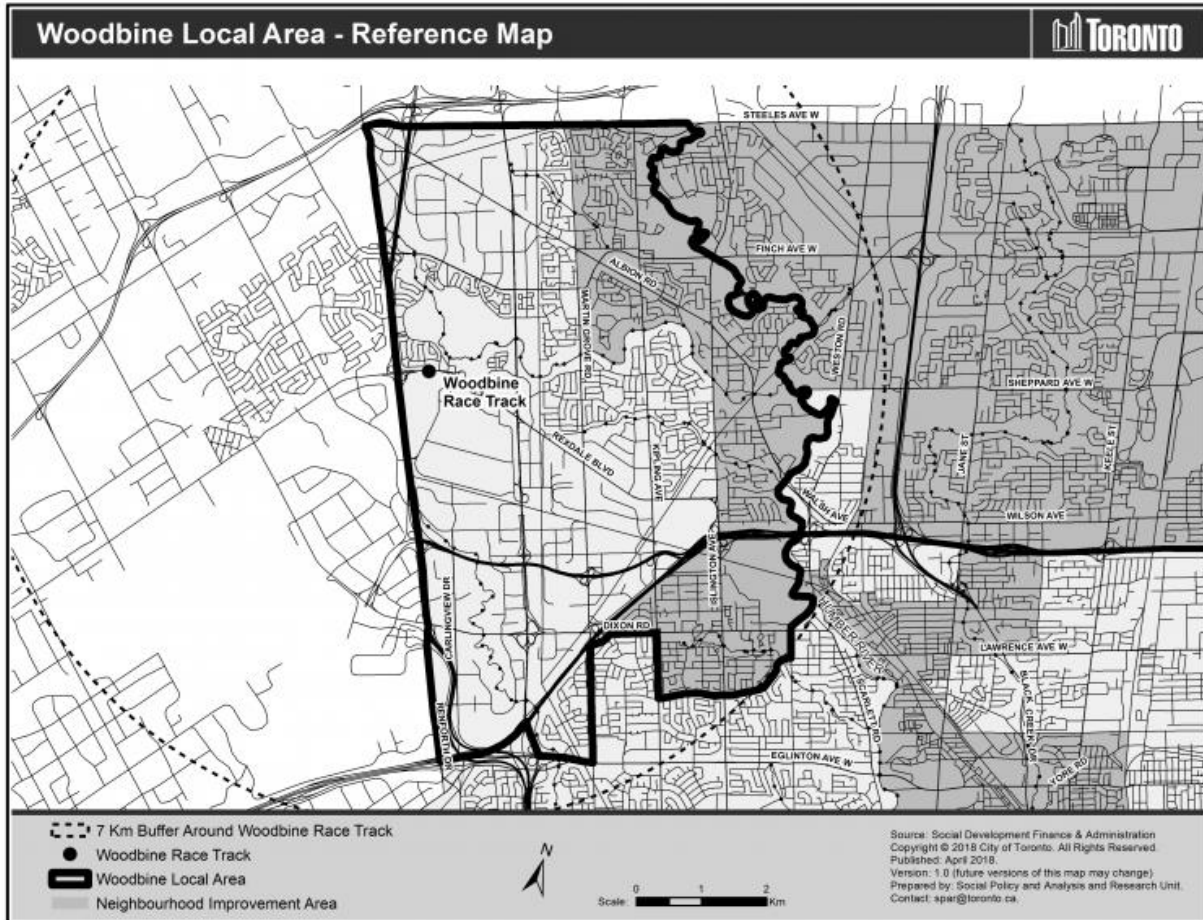 Woodbine Local Area - Reference Map
TORONTO
STEELES AVE W
FINCH AVE W
ALBION RD
MARTIN GROVE RD
WESTON RD
Woodbine
Race Track
SHEPPARD AVE W
REXDALE BLVD
KIPLING AVE
JANE ST
KEELE ST
WALSH AVE
WILSON AVE
ISLINGTON AVE
CARLINGVIEW DR
DIXON RD
HUMBER RIVER
LAWRENCE AVE W
SCARLETT RD
BLACK CREEK DR
RENFORTH DR
EGLINTON AVE W
YORE RD
7 Km Buffer Around Woodbine Race Track
Woodbine Race Track
Woodbine Local Area
Neighbourhood Improvement Area
N
Scale:
0 1 2
Km
Source: Social Development Finance & Administration
Copyright © 2018 City of Toronto. All Rights Reserved.
Published: April 2018.
Version: 1.0 (future versions of this map may change)
Prepared by: Social Policy and Analysis and Research Unit.
Contact: spar@toronto.ca.